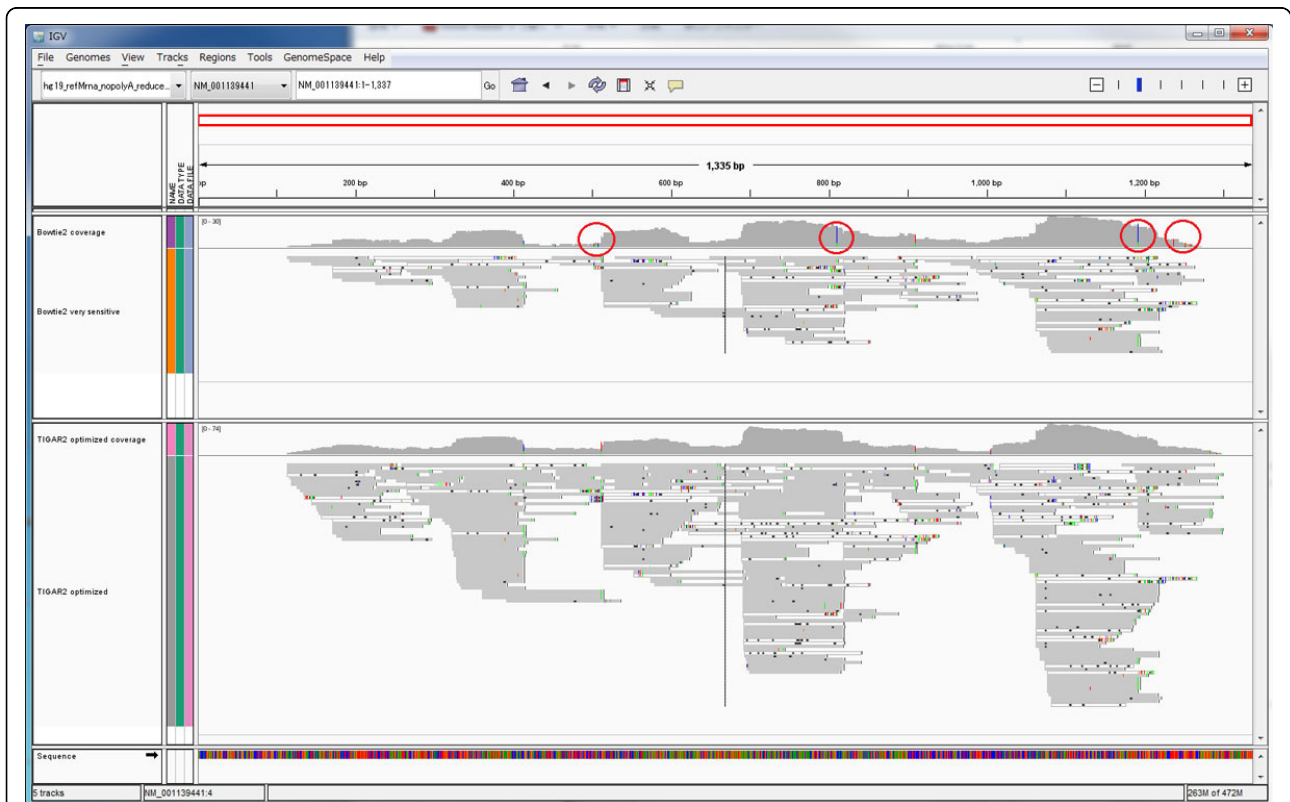 IGV
File Genomes View Tracks Regions Tools GenomeSpace Help
hg19_refMrna_nopolyA_reduce... NM_001139441 NM_001139441:1-1,337 Go
NAME
DATA TYPE
DATA FILE
1,335 bp
bp 200 bp 400 bp 600 bp 800 bp 1,000 bp 1,200 bp
Bowtie2 coverage
[0 - 30]
Bowtie2 very sensitive
TIGAR2 optimized coverage
[0 - 74]
TIGAR2 optimized
Sequence
5 tracks NM_001139441:4 263M of 472M